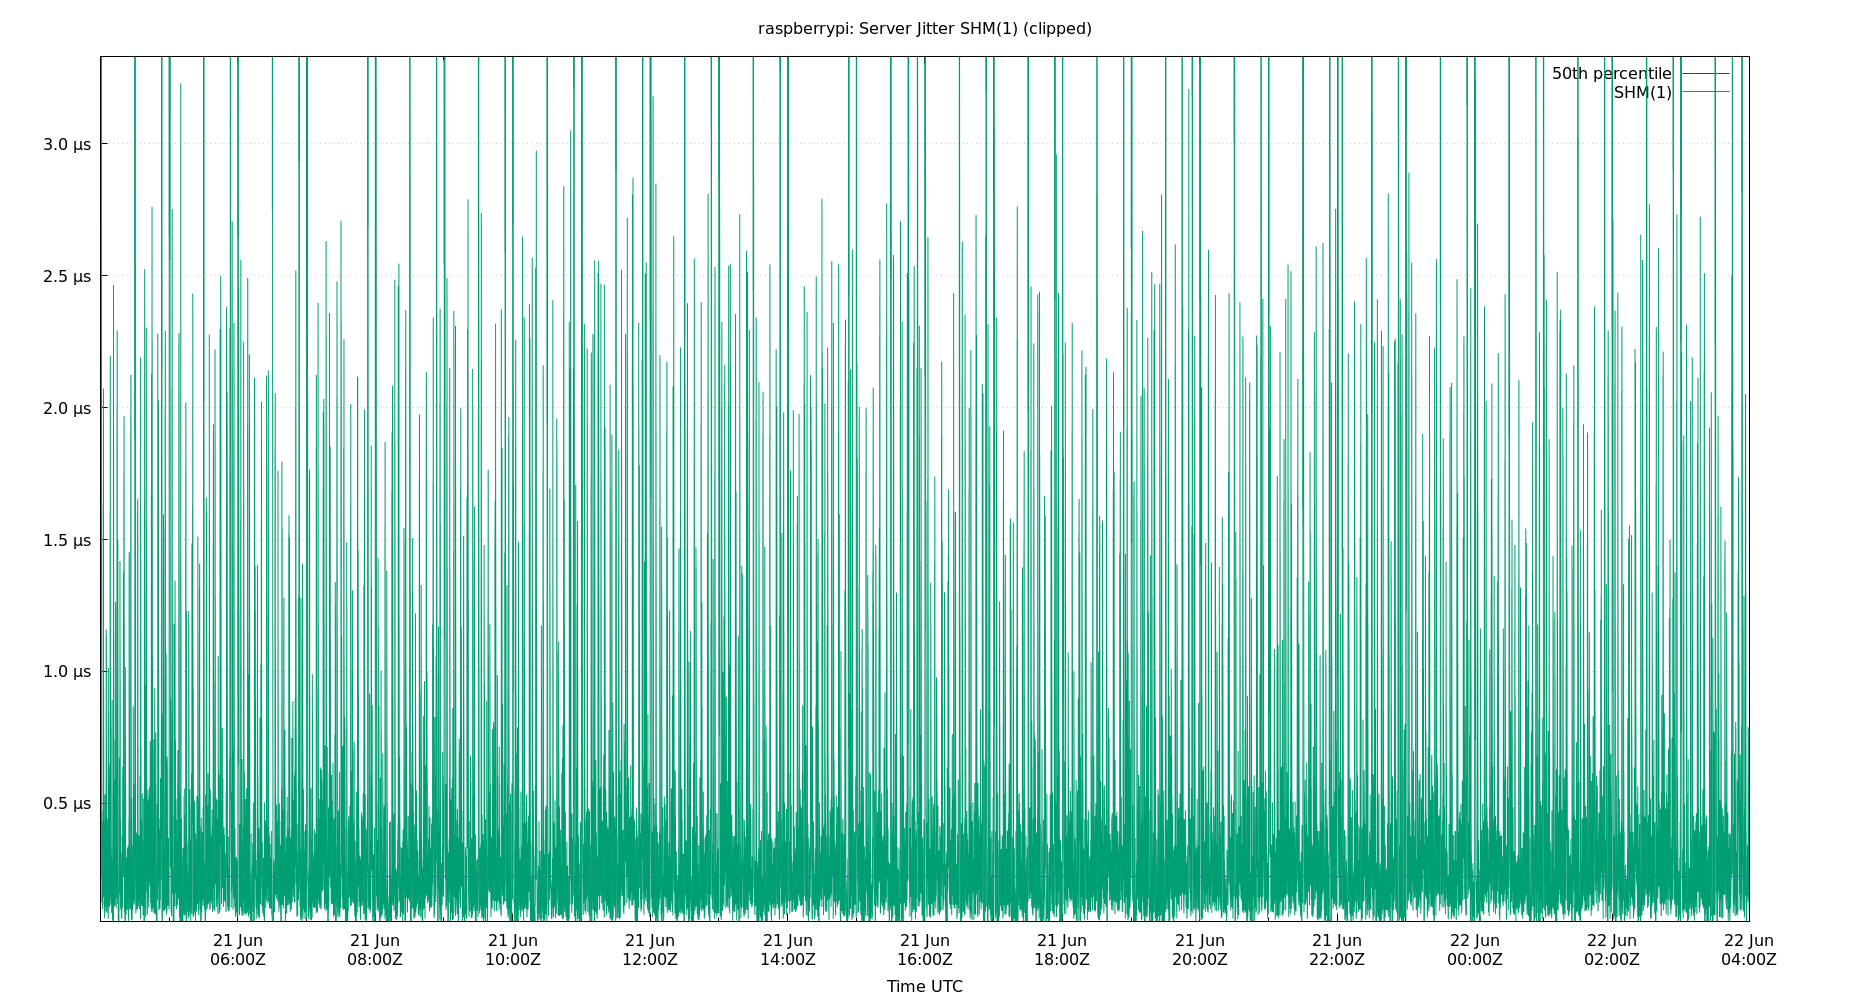 raspberrypi: Server Jitter SHM(1) (clipped)
50th percentile
SHM(1)
3.0 µs
2.5 µs
2.0 µs
1.5 µs
1.0 µs
0.5 µs
21 Jun 21 Jun 21 Jun 21 Jun 21 Jun 21 Jun 21 Jun 21 Jun 21 Jun 22 Jun 22 Jun 22 Jun
06:00Z 08:00Z 10:00Z 12:00Z 14:00Z 16:00Z 18:00Z 20:00Z 22:00Z 00:00Z 02:00Z 04:00Z
Time UTC